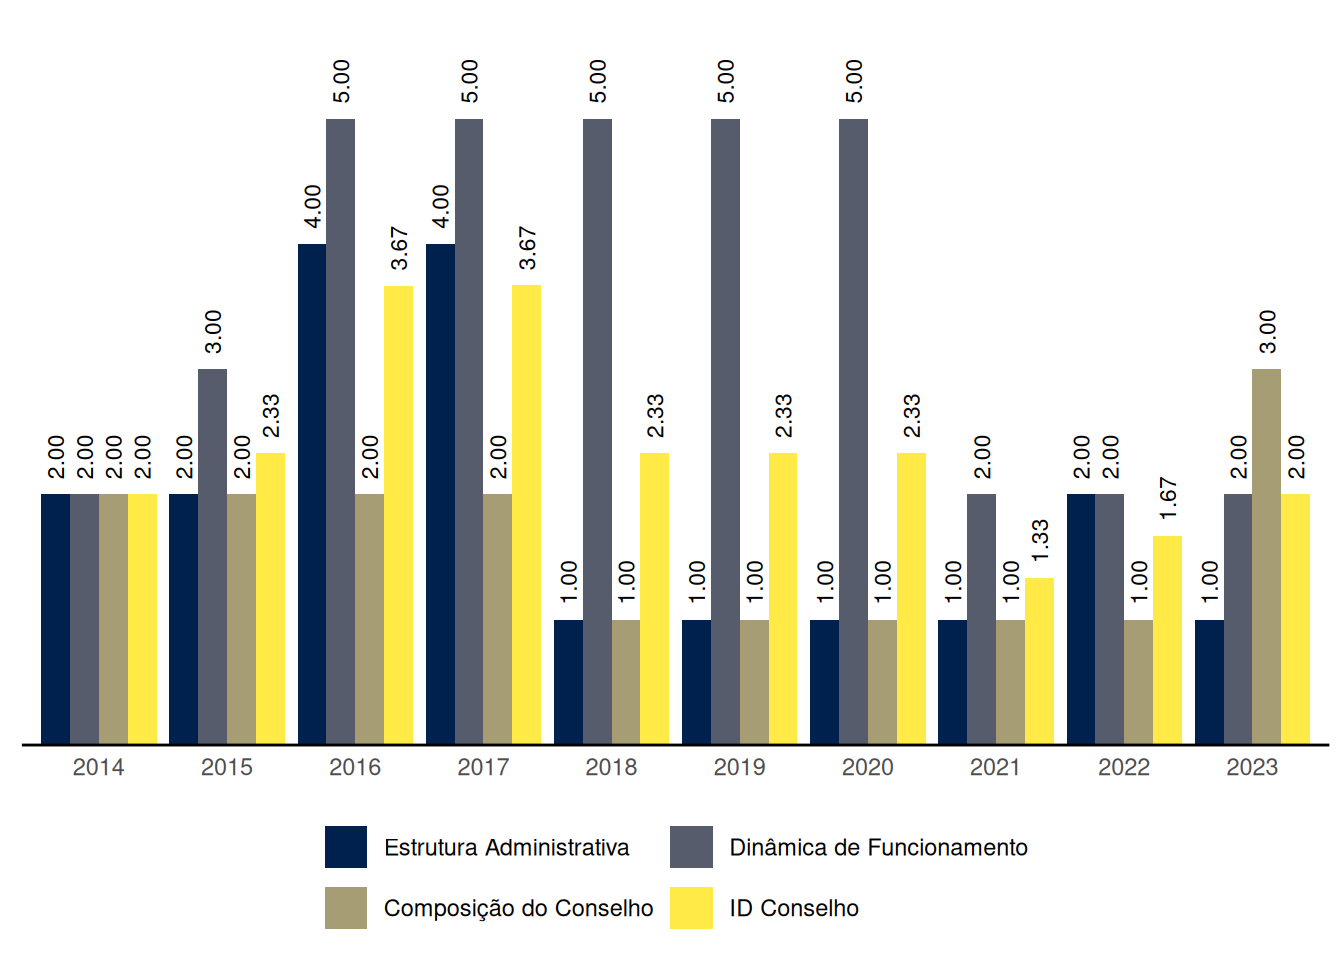 5.00 5.00 5.00 5.00 5.00
4.00 4.00
3.67 3.67
3.00 3.00
2.33 2.33 2.33 2.33
2.00 2.00 2.00 2.00 2.00 2.00 2.00 2.00 2.00 2.00 2.00 2.00 2.00
1.67
1.33
1.00 1.00 1.00 1.00 1.00 1.00 1.00 1.00 1.00 1.00
2014 2015 2016 2017 2018 2019 2020 2021 2022 2023
Estrutura Administrativa Dinâmica de Funcionamento
Composição do Conselho ID Conselho